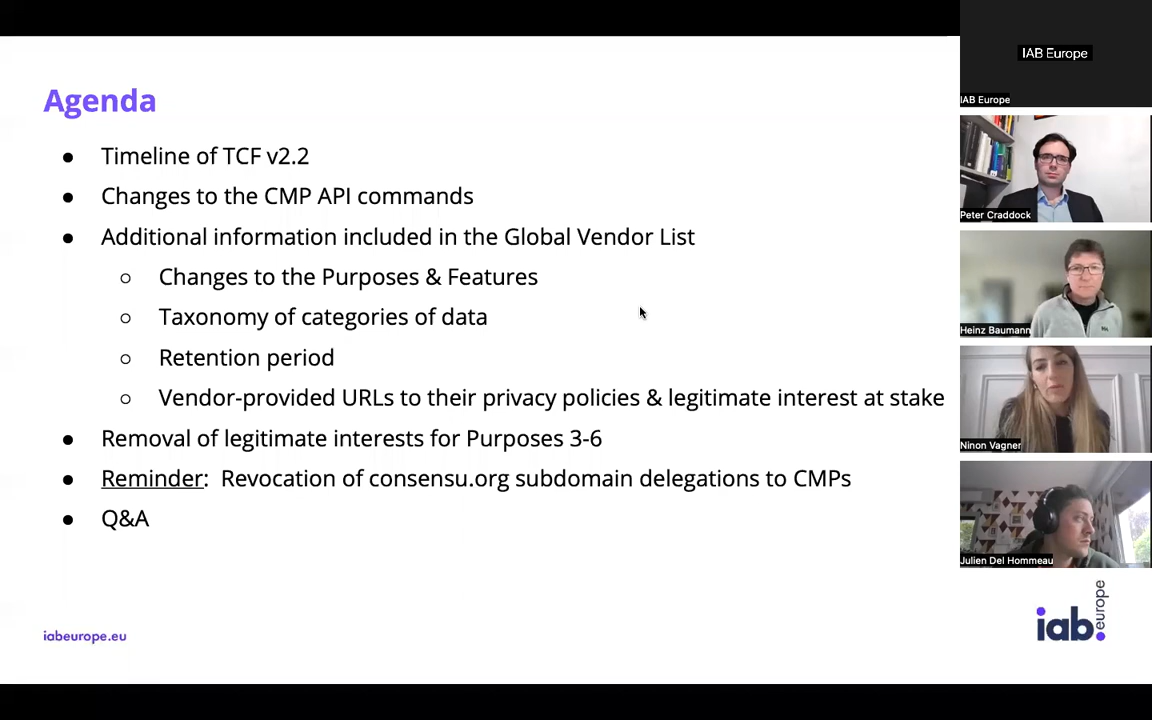 Agenda
● Timeline of TCF v2.2
● Changes to the CMP API commands
● Additional information included in the Global Vendor List
○ Changes to the Purposes & Features
○ Taxonomy of categories of data
○ Retention period
○ Vendor-provided URLs to their privacy policies & legitimate interest at stake
● Removal of legitimate interests for Purposes 3-6
● Reminder: Revocation of consensu.org subdomain delegations to CMPs
● Q&A
iabeurope.eu
iab.europe
IAB Europe
IAB Europe
Peter Craddock
Heinz Baumann
Ninon Vagner
Julien Del Hommeau